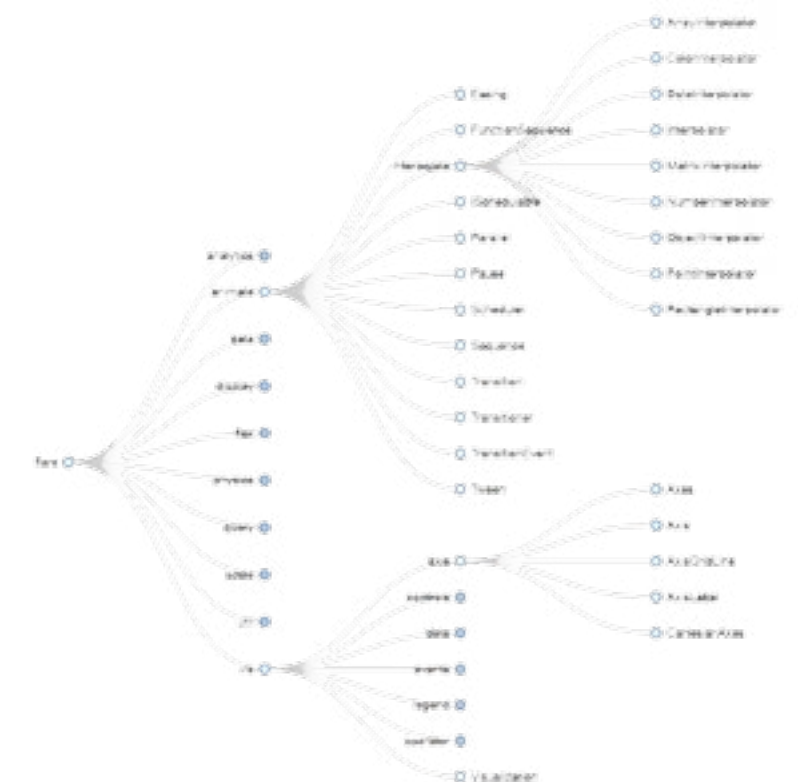 flare
analytics
animate
data
display
flex
physics
query
scale
util
vis
Easing
FunctionSequence
interpolate
ISchedulable
Parallel
Pause
Scheduler
Sequence
Transition
Transitioner
TransitionEvent
Tween
ArrayInterpolator
ColorInterpolator
DateInterpolator
Interpolator
MatrixInterpolator
NumberInterpolator
ObjectInterpolator
PointInterpolator
RectangleInterpolator
axis
controls
data
events
legend
operator
Visualization
Axes
Axis
AxisGridLine
AxisLabel
CartesianAxes